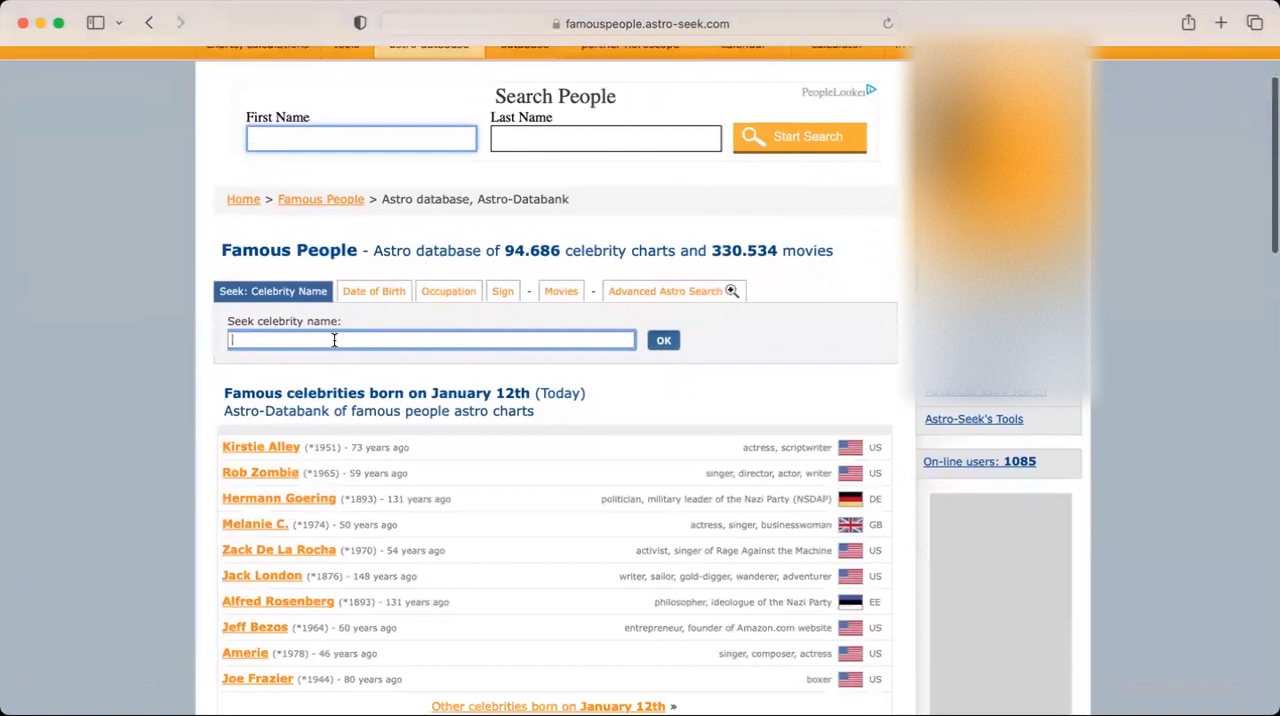 famouspeople.astro-seek.com
Search People
PeopleLooker
First Name
Last Name
Start Search
Home > Famous People > Astro database, Astro-Databank
Famous People - Astro database of 94.686 celebrity charts and 330.534 movies
Seek: Celebrity Name Date of Birth Occupation Sign - Movies - Advanced Astro Search
Seek celebrity name:
OK
Famous celebrities born on January 12th (Today)
Astro-Databank of famous people astro charts
Astro-Seek's Tools
Kirstie Alley (*1951) - 73 years ago actress, scriptwriter US
On-line users: 1085
Rob Zombie (*1965) - 59 years ago singer, director, actor, writer US
Hermann Goering (*1893) - 131 years ago politician, military leader of the Nazi Party (NSDAP) DE
Melanie C. (*1974) - 50 years ago actress, singer, businesswoman GB
Zack De La Rocha (*1970) - 54 years ago activist, singer of Rage Against the Machine US
Jack London (*1876) - 148 years ago writer, sailor, gold-digger, wanderer, adventurer US
Alfred Rosenberg (*1893) - 131 years ago philosopher, ideologue of the Nazi Party EE
Jeff Bezos (*1964) - 60 years ago entrepreneur, founder of Amazon.com website US
Amerie (*1978) - 46 years ago singer, composer, actress US
Joe Frazier (*1944) - 80 years ago boxer US
Other celebrities born on January 12th »